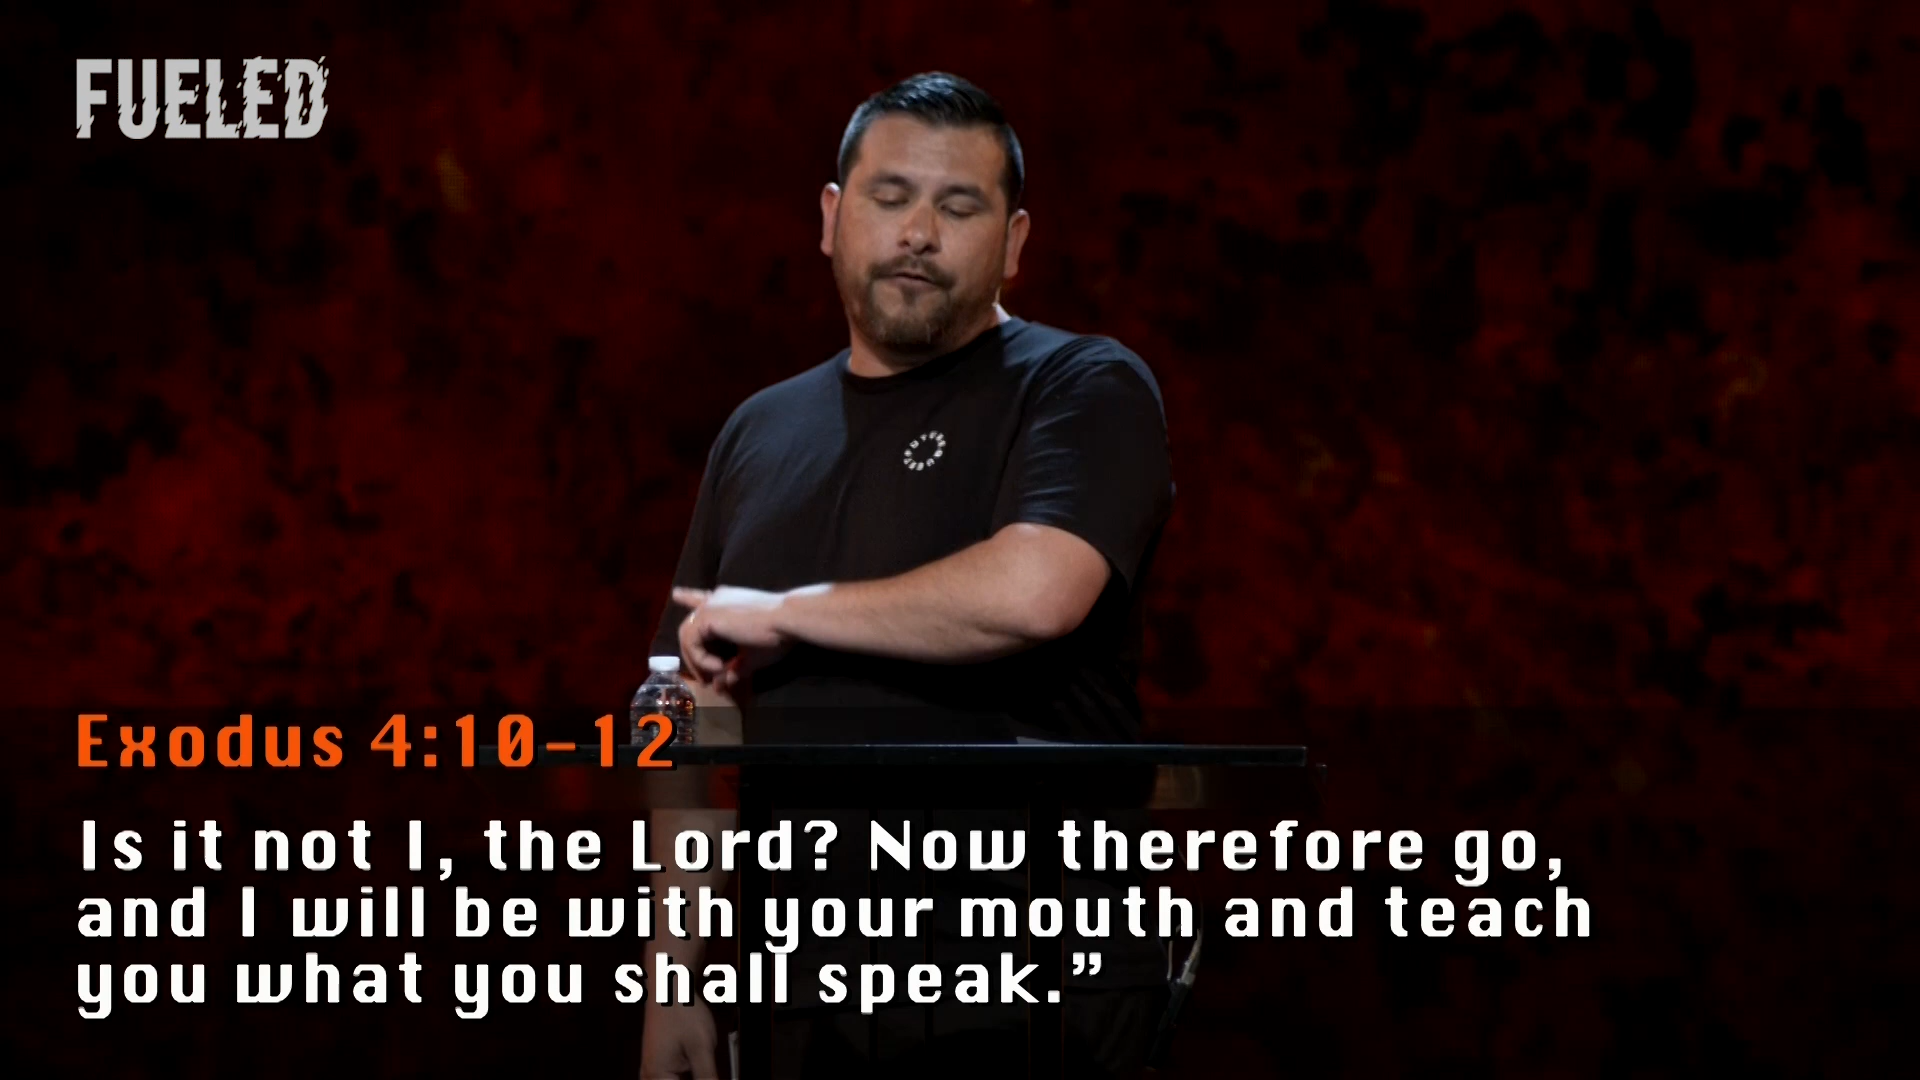 FUELED
Exodus 4:10-12
Is it not I, the Lord? Now therefore go,
and I will be with your mouth and teach
you what you shall speak.”